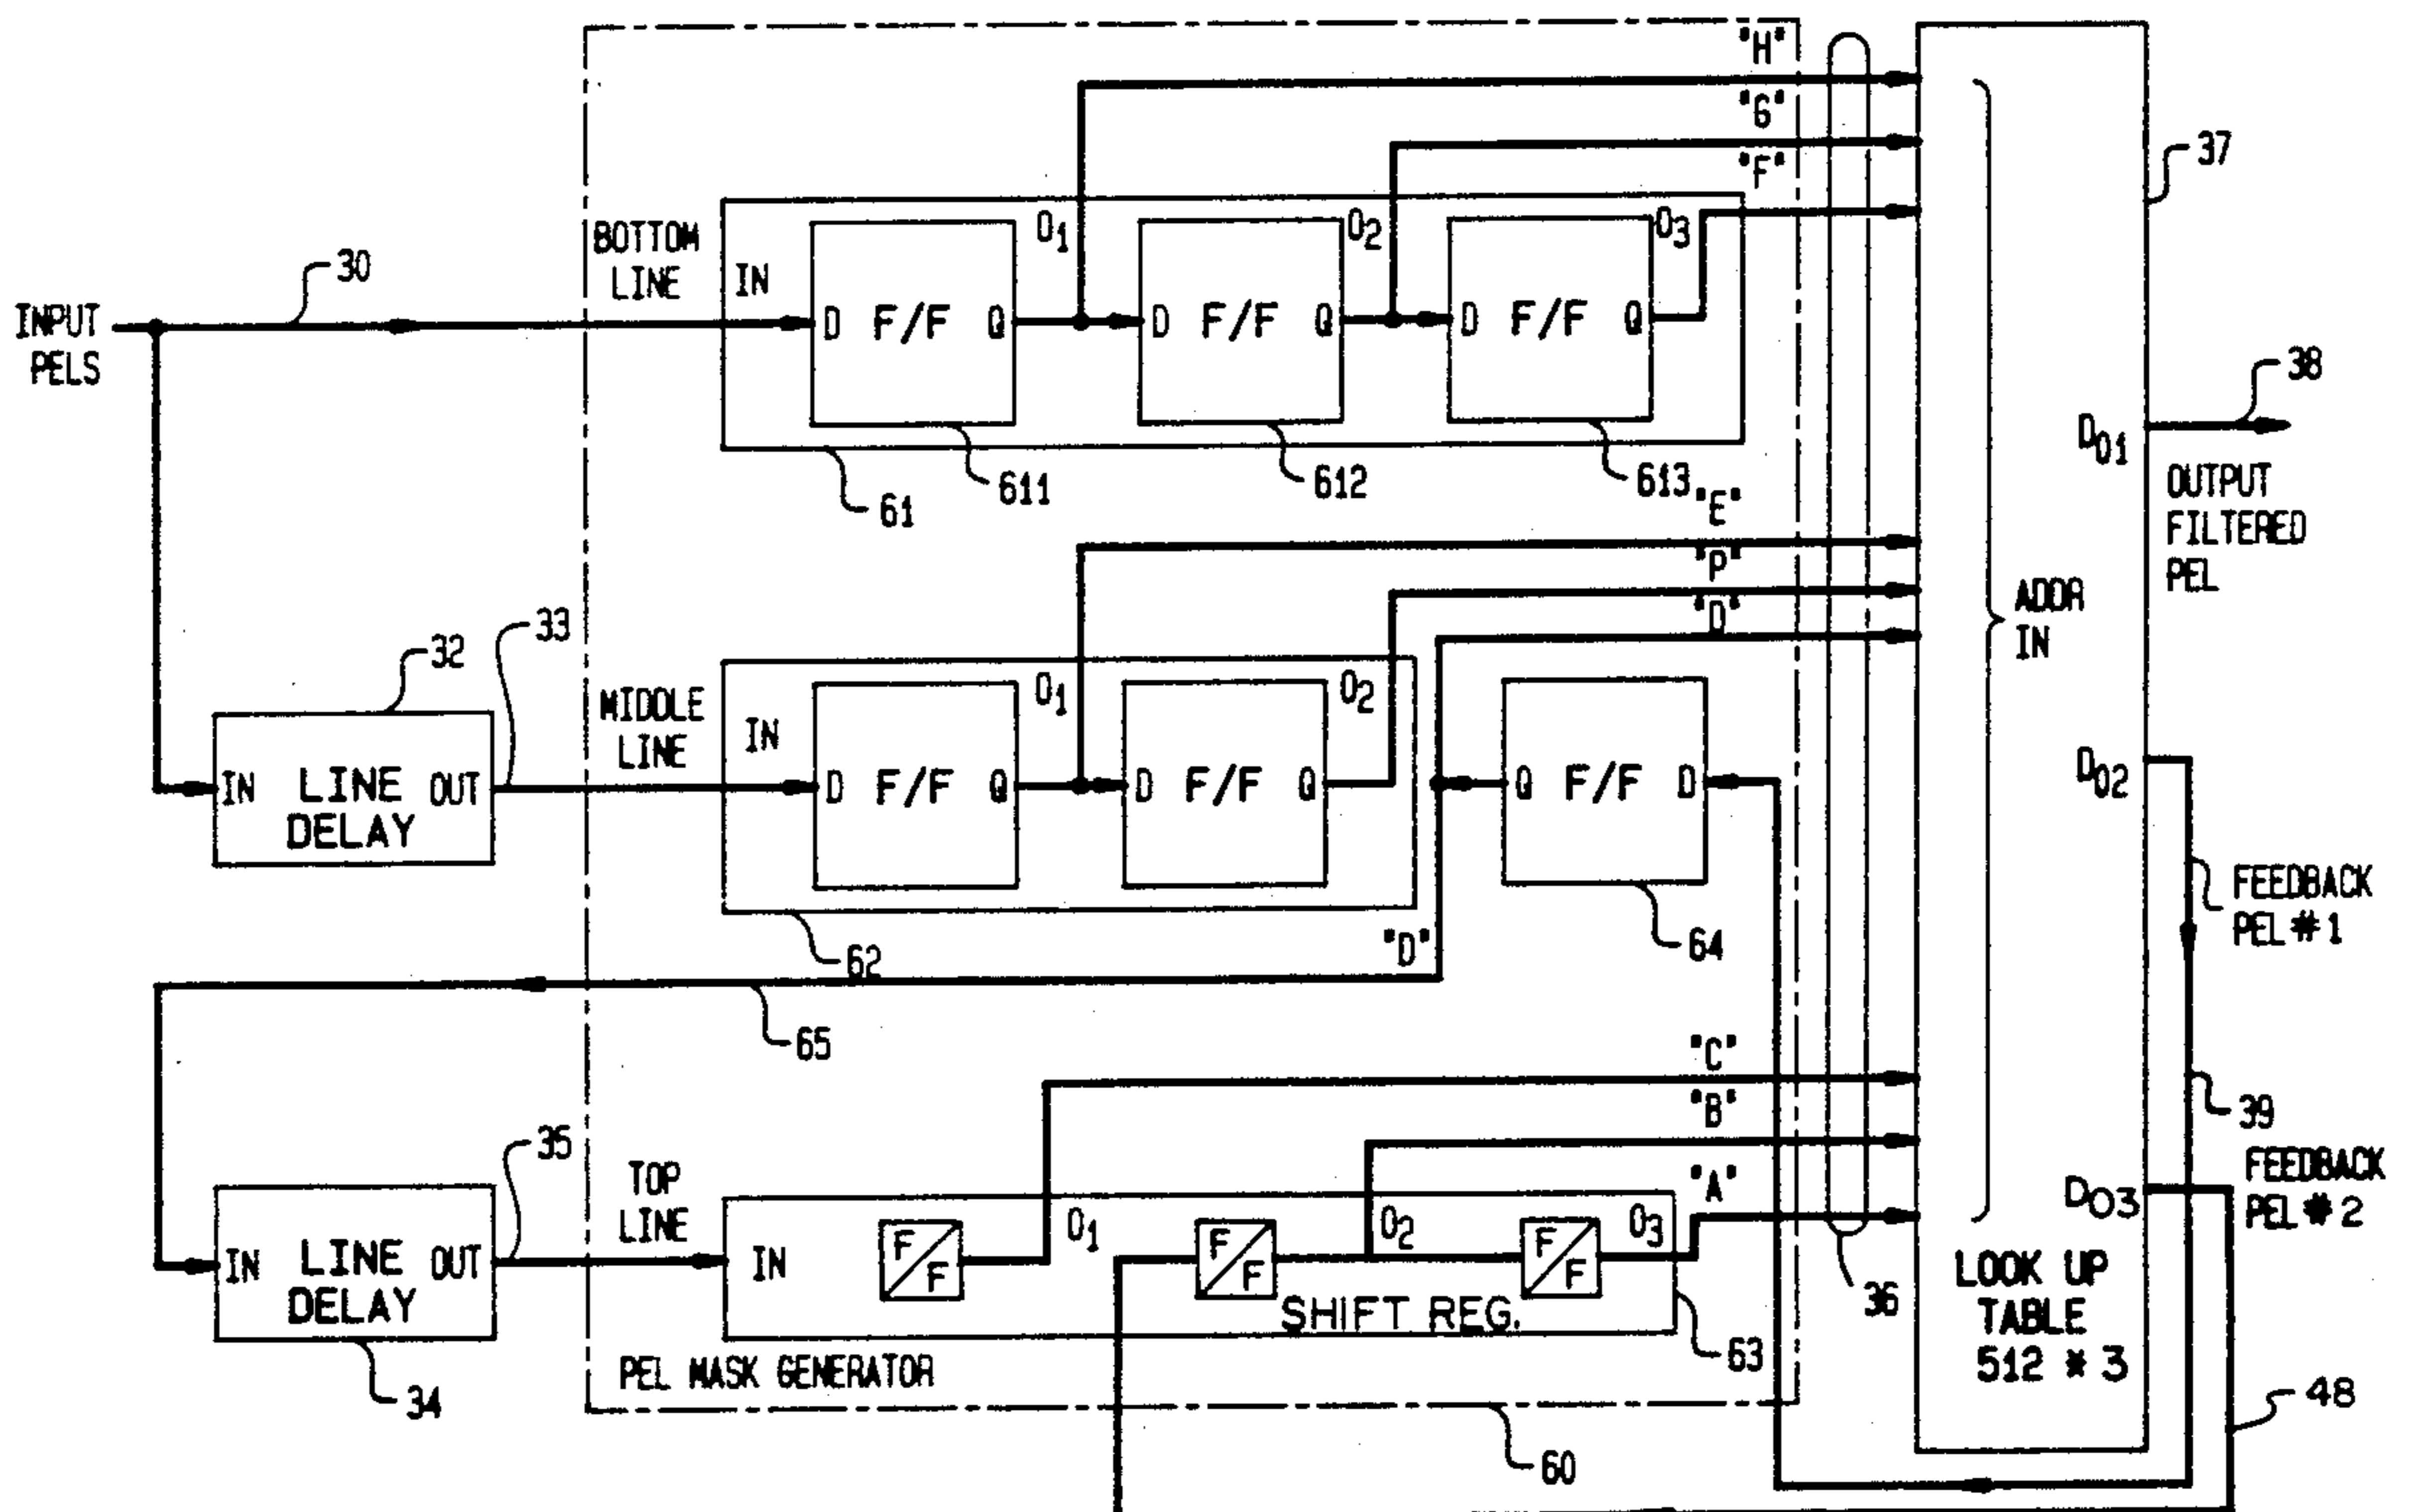 "H"
"G"
"F"
37
BOTTOM
LINE
IN
O1
O2
O3
30
INPUT
PELS
D F/F Q
D F/F Q
D F/F Q
38
DO1
OUTPUT
FILTERED
PEL
611
612
613
61
"E"
"P"
"D"
ADDR
IN
33
32
MIDDLE
LINE
IN
O1
O2
IN LINE DELAY OUT
D F/F Q
D F/F Q
Q F/F D
DO2
FEEDBACK
PEL #1
62
"D"
64
65
"C"
"B"
"A"
39
FEEDBACK
PEL #2
DO3
35
TOP
LINE
IN LINE DELAY OUT
IN
F/F
O1
F/F
O2
F/F
O3
SHIFT REG.
36
LOOK UP
TABLE
512 * 3
34
PEL MASK GENERATOR
63
48
60